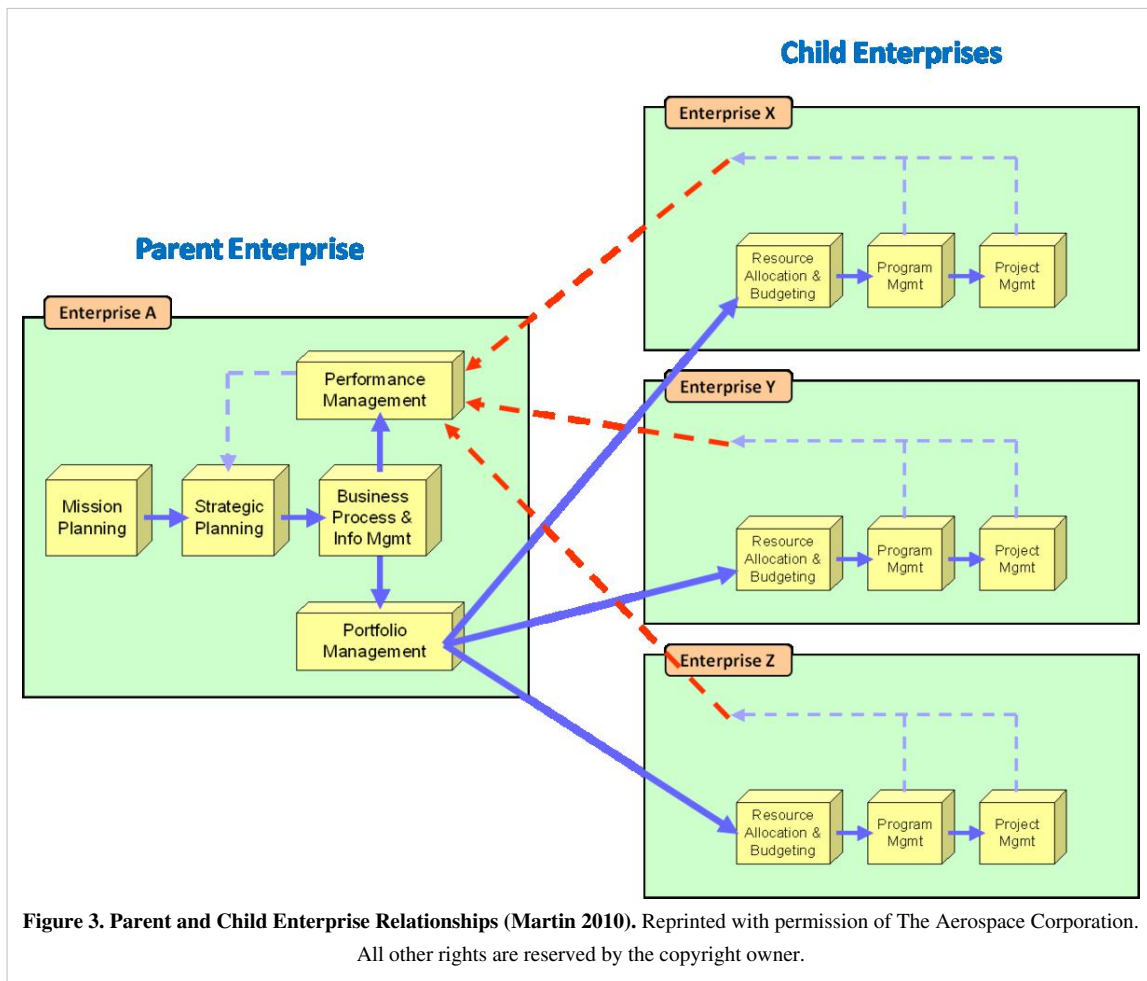 Child Enterprises
Enterprise X
Resource
Allocation &
Budgeting
Program
Mgmt
Project
Mgmt
Parent Enterprise
Enterprise A
Performance
Management
Mission
Planning
Strategic
Planning
Business
Process &
Info Mgmt
Portfolio
Management
Enterprise Y
Resource
Allocation &
Budgeting
Program
Mgmt
Project
Mgmt
Enterprise Z
Resource
Allocation &
Budgeting
Program
Mgmt
Project
Mgmt
Figure 3. Parent and Child Enterprise Relationships (Martin 2010). Reprinted with permission of The Aerospace Corporation.
All other rights are reserved by the copyright owner.